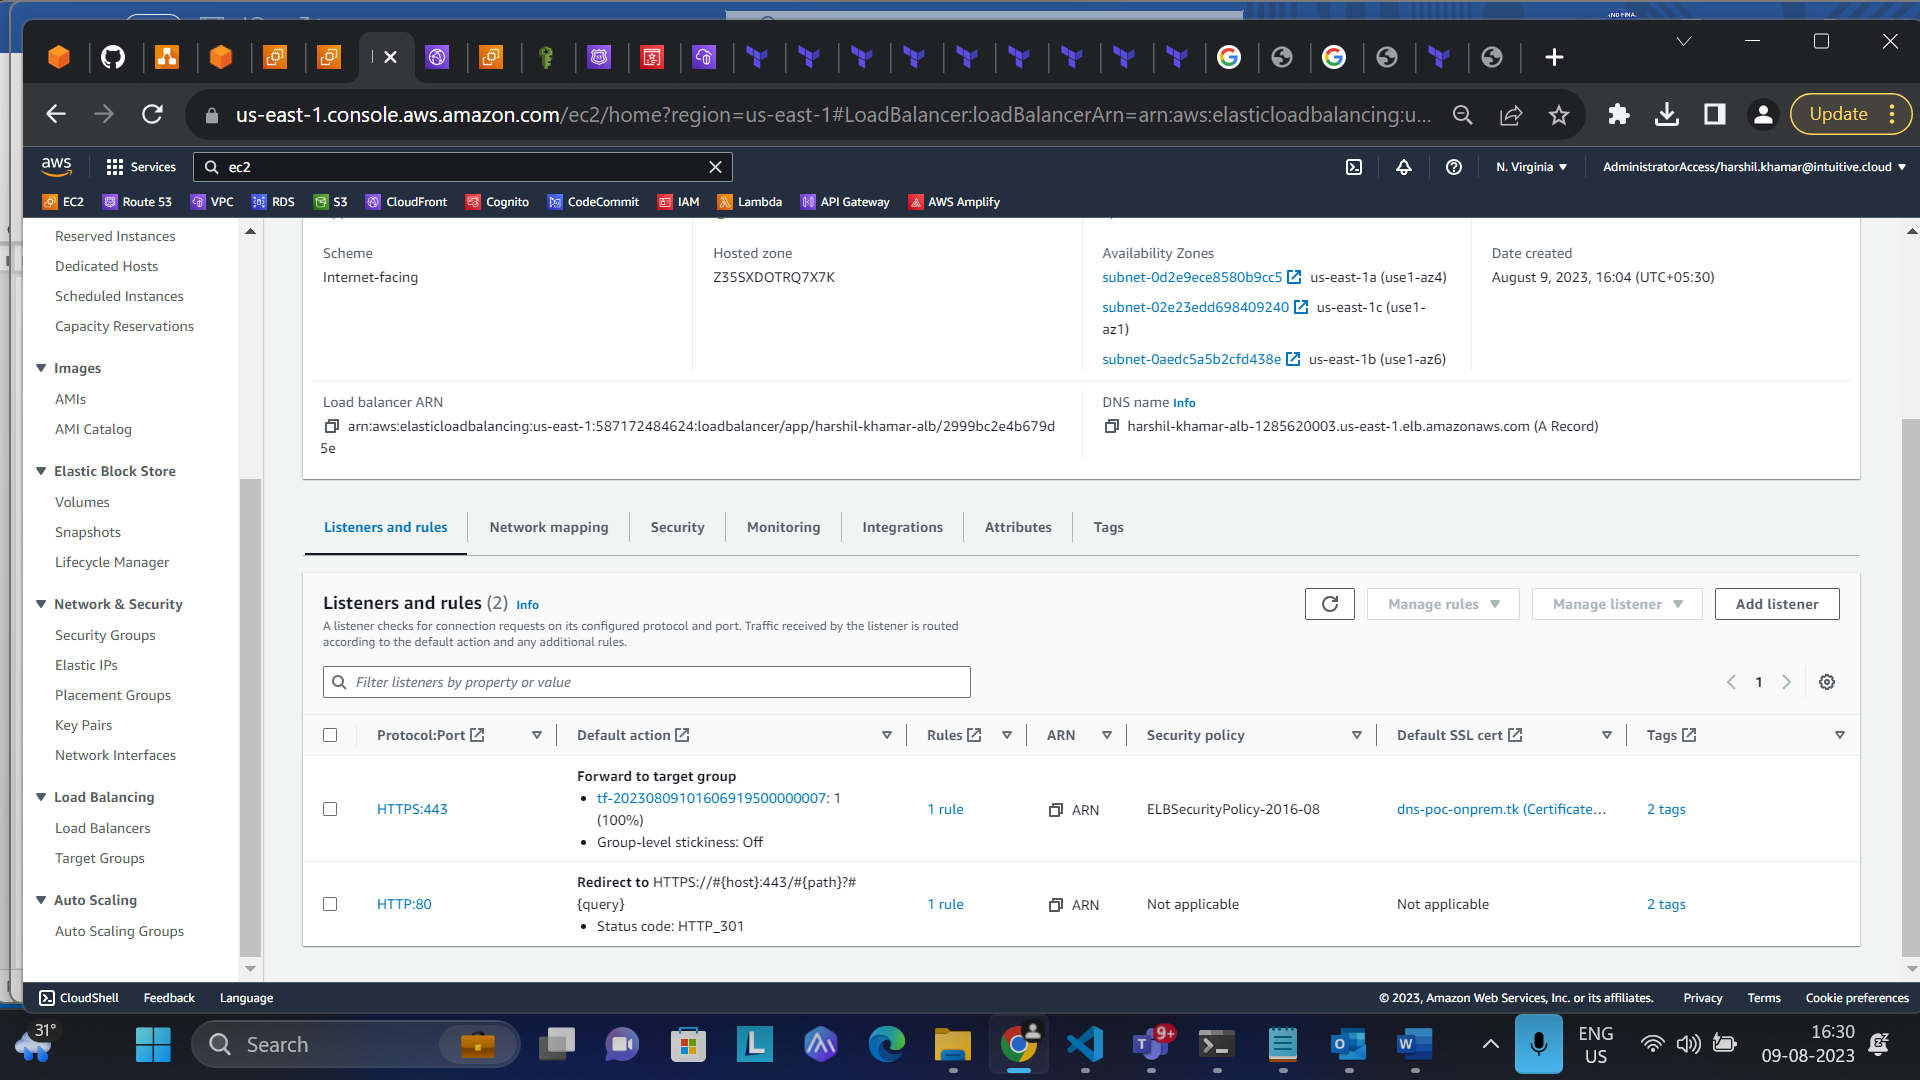 us-east-1.console.aws.amazon.com/ec2/home?region=us-east-1#LoadBalancer:loadBalancerArn=arn:aws:elasticloadbalancing:u...
Update
aws
Services
ec2
N. Virginia
AdministratorAccess/harshil.khamar@intuitive.cloud
EC2
Route 53
VPC
RDS
S3
CloudFront
Cognito
CodeCommit
IAM
Lambda
API Gateway
AWS Amplify
Reserved Instances
Dedicated Hosts
Scheduled Instances
Capacity Reservations
Images
AMIs
AMI Catalog
Elastic Block Store
Volumes
Snapshots
Lifecycle Manager
Network & Security
Security Groups
Elastic IPs
Placement Groups
Key Pairs
Network Interfaces
Load Balancing
Load Balancers
Target Groups
Auto Scaling
Auto Scaling Groups
Scheme
Internet-facing
Hosted zone
Z35SXDOTRQ7X7K
Availability Zones
subnet-0d2e9ece8580b9cc5 us-east-1a (use1-az4)
subnet-02e23edd698409240 us-east-1c (use1-
az1)
subnet-0aedc5a5b2cfd438e us-east-1b (use1-az6)
Date created
August 9, 2023, 16:04 (UTC+05:30)
Load balancer ARN
arn:aws:elasticloadbalancing:us-east-1:587172484624:loadbalancer/app/harshil-khamar-alb/2999bc2e4b679d
5e
DNS name Info
harshil-khamar-alb-1285620003.us-east-1.elb.amazonaws.com (A Record)
Listeners and rules
Network mapping
Security
Monitoring
Integrations
Attributes
Tags
Listeners and rules (2) Info
A listener checks for connection requests on its configured protocol and port. Traffic received by the listener is routed
according to the default action and any additional rules.
Manage rules
Manage listener
Add listener
Filter listeners by property or value
1
Protocol:Port
Default action
Rules
ARN
Security policy
Default SSL cert
Tags
HTTPS:443
Forward to target group
• tf-20230809101606919500000007: 1
(100%)
• Group-level stickiness: Off
1 rule
ARN
ELBSecurityPolicy-2016-08
dns-poc-onprem.tk (Certificate...
2 tags
HTTP:80
Redirect to HTTPS://#{host}:443/#{path}?#
{query}
• Status code: HTTP_301
1 rule
ARN
Not applicable
Not applicable
2 tags
CloudShell
Feedback
Language
© 2023, Amazon Web Services, Inc. or its affiliates.
Privacy
Terms
Cookie preferences
31°
Search
9+
ENG
US
16:30
09-08-2023